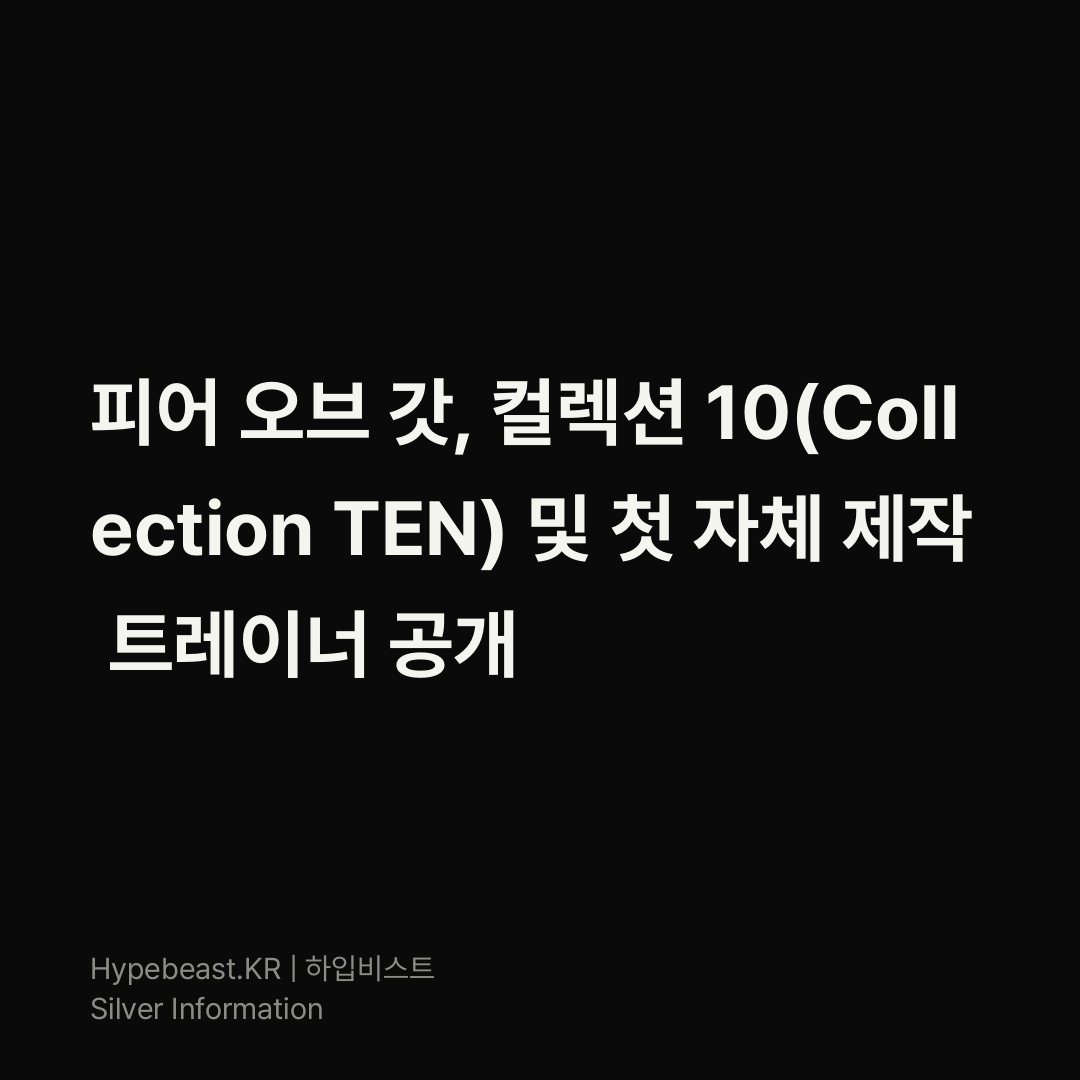 피어 오브 갓, 컬렉션 10(Coll
ection TEN) 및 첫 자체 제작
트레이너 공개
Hypebeast.KR | 하입비스트
Silver Information